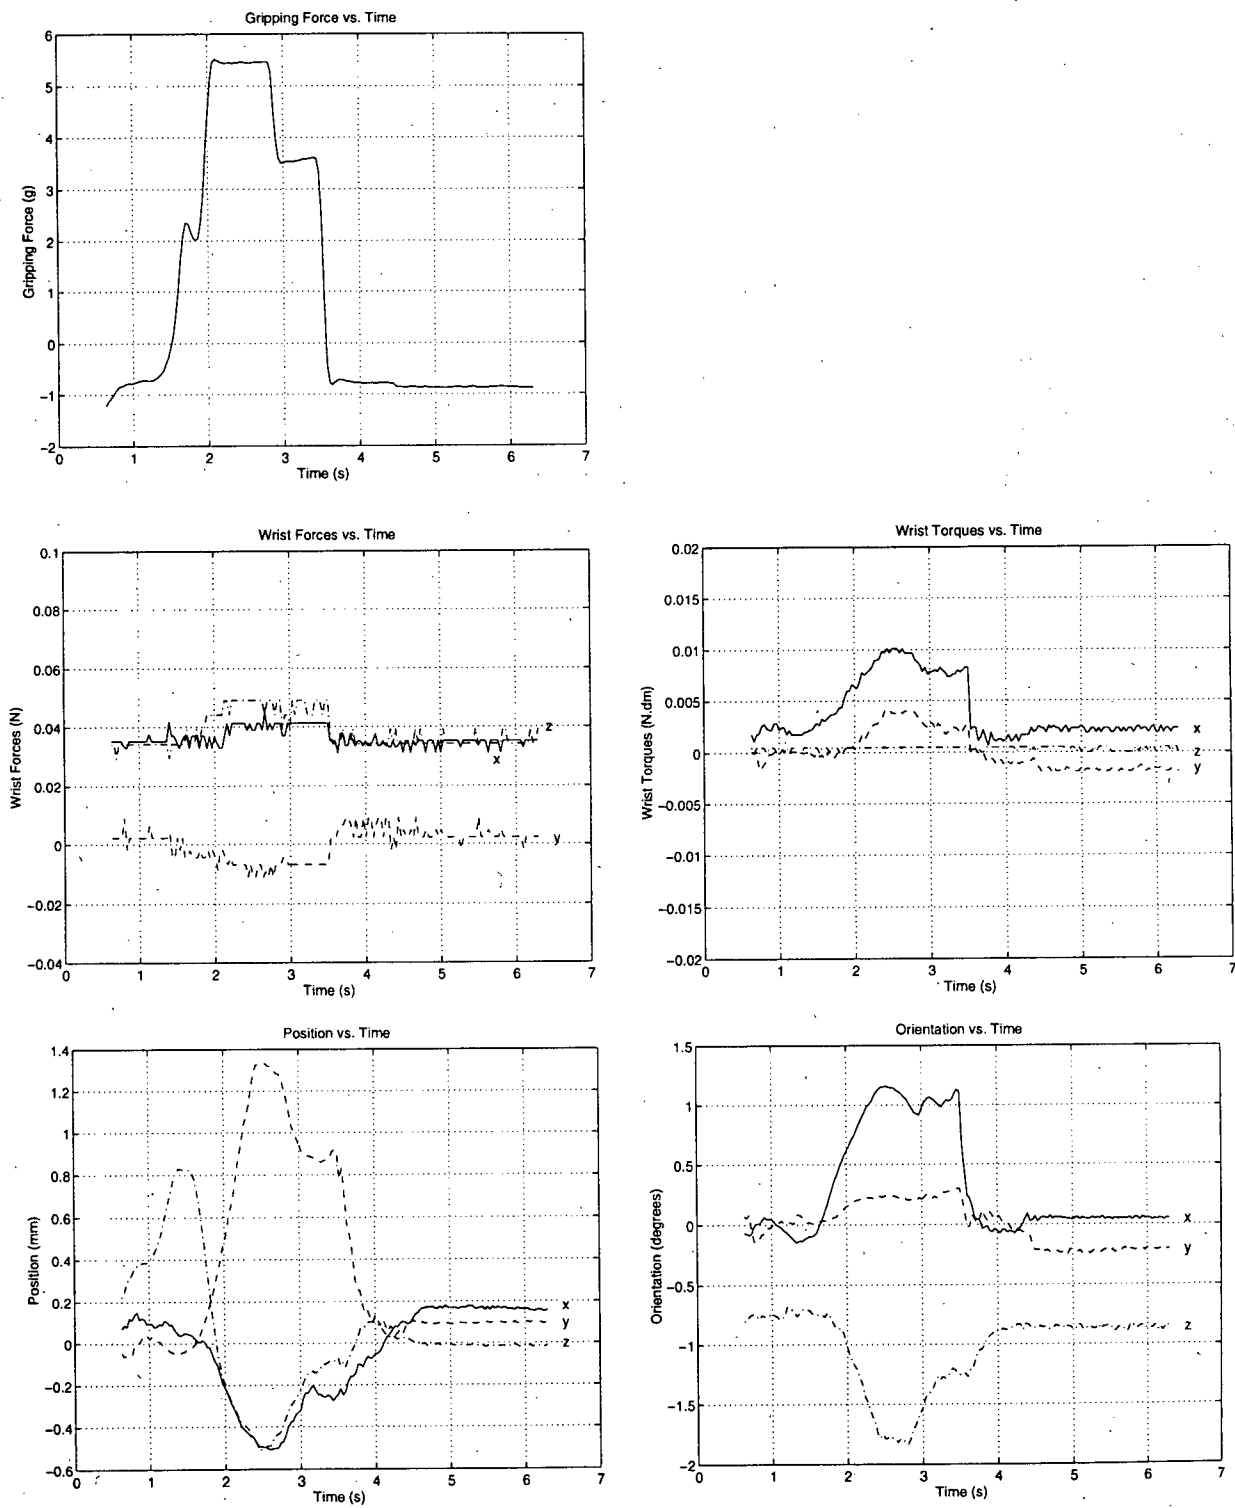 Gripping Force vs. Time
6
5
4
3
2
1
0
−1
−2
Gripping Force (g)
0 1 2 3 4 5 6 7
Time (s)
Wrist Forces vs. Time
0.1
0.08
0.06
0.04
0.02
0
−0.02
−0.04
Wrist Forces (N)
z
x
y
0 1 2 3 4 5 6 7
Time (s)
Wrist Torques vs. Time
0.02
0.015
0.01
0.005
0
−0.005
−0.01
−0.015
−0.02
Wrist Torques (N.dm)
x
z
y
0 1 2 3 4 5 6 7
Time (s)
Position vs. Time
1.4
1.2
1
0.8
0.6
0.4
0.2
0
−0.2
−0.4
−0.6
Position (mm)
x
y
z
0 1 2 3 4 5 6 7
Time (s)
Orientation vs. Time
1.5
1
0.5
0
−0.5
−1
−1.5
−2
Orientation (degrees)
x
y
z
0 1 2 3 4 5 6 7
Time (s)